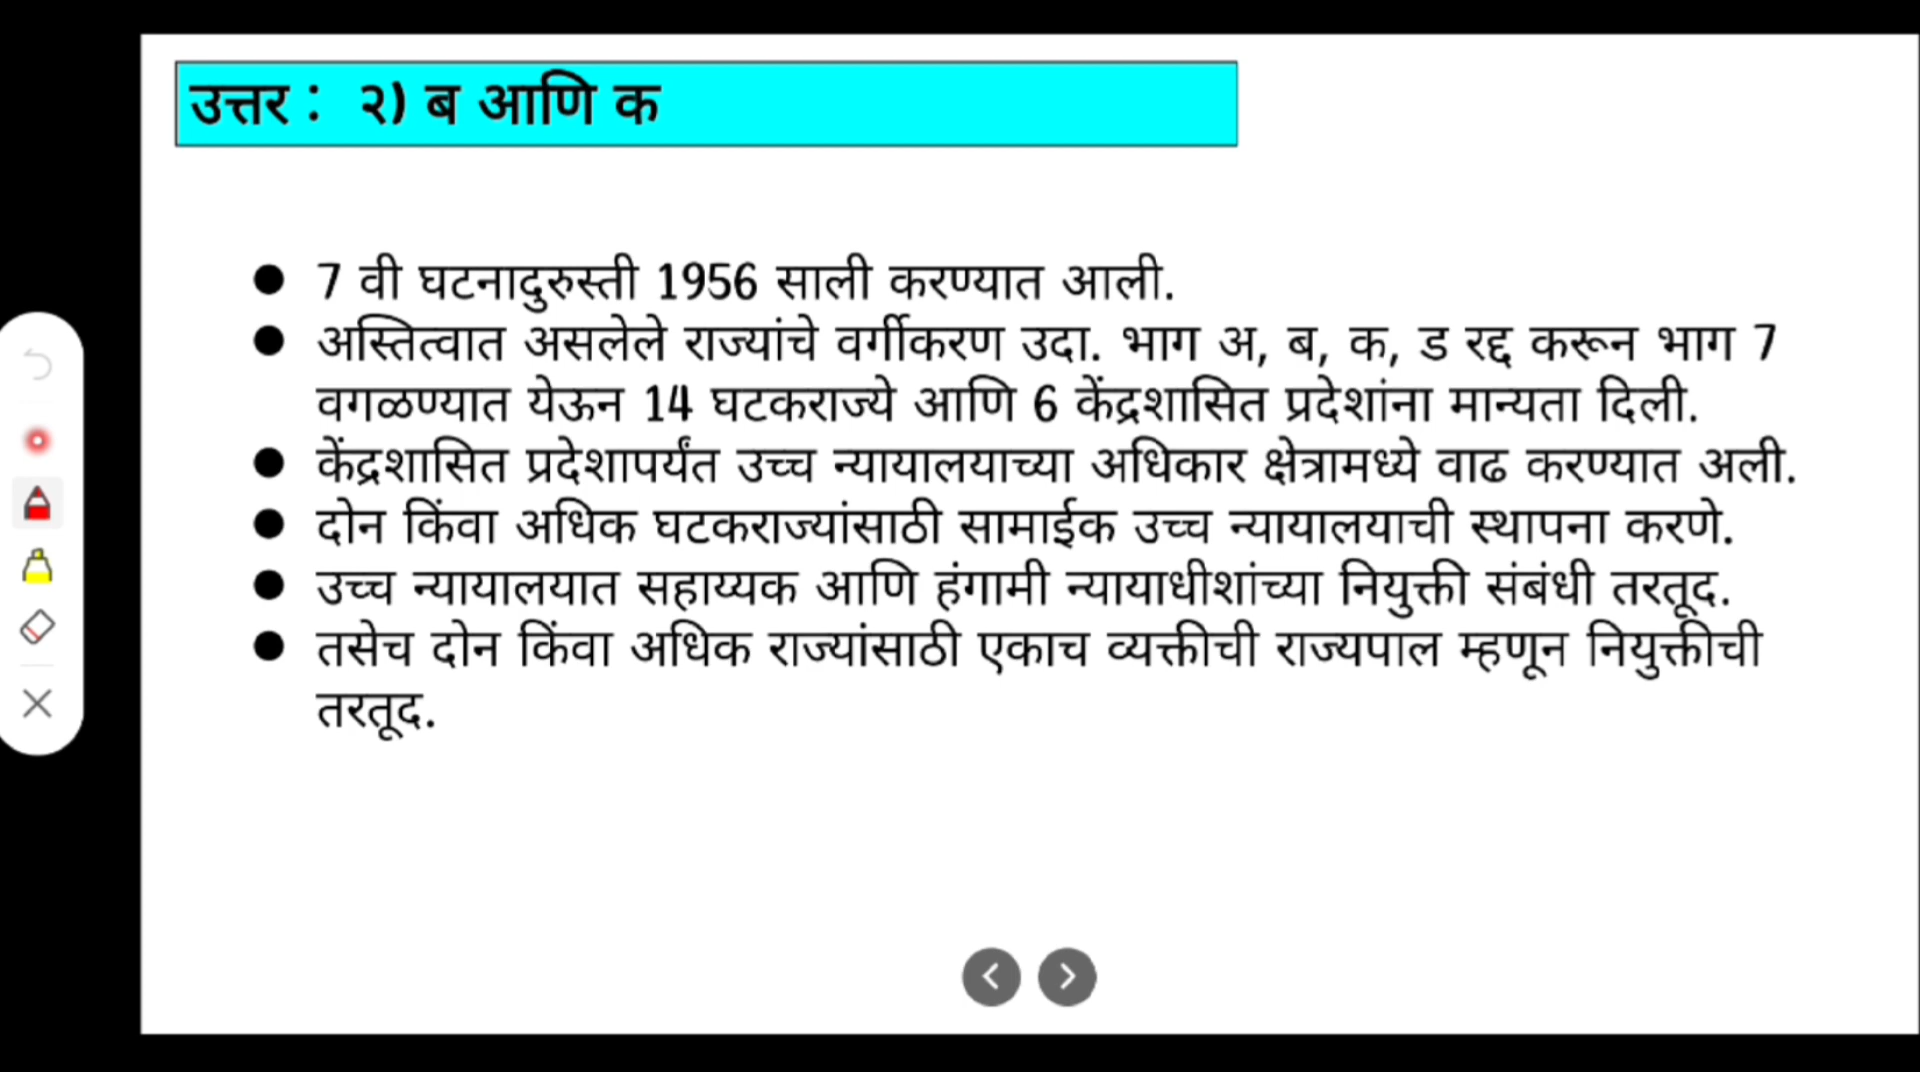 उत्तर : २) ब आणि क
● 7 वी घटनादुरुस्ती 1956 साली करण्यात आली.
● अस्तित्वात असलेले राज्यांचे वर्गीकरण उदा. भाग अ, ब, क, ड रद्द करून भाग 7
वगळण्यात येऊन 14 घटकराज्ये आणि 6 केंद्रशासित प्रदेशांना मान्यता दिली.
● केंद्रशासित प्रदेशापर्यंत उच्च न्यायालयाच्या अधिकार क्षेत्रामध्ये वाढ करण्यात अली.
● दोन किंवा अधिक घटकराज्यांसाठी सामाईक उच्च न्यायालयाची स्थापना करणे.
● उच्च न्यायालयात सहाय्यक आणि हंगामी न्यायाधीशांच्या नियुक्ती संबंधी तरतूद.
● तसेच दोन किंवा अधिक राज्यांसाठी एकाच व्यक्तीची राज्यपाल म्हणून नियुक्तीची
तरतूद.